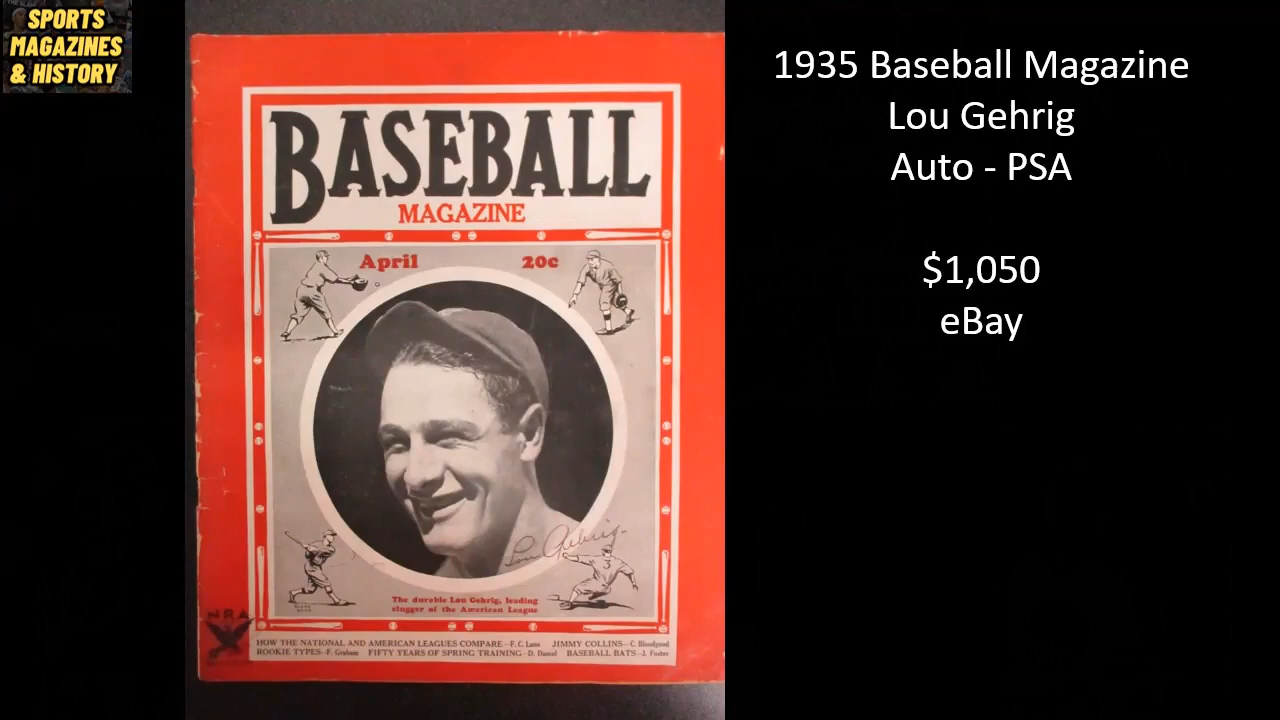 SPORTS
MAGAZINES
& HISTORY
1935 Baseball Magazine
Lou Gehrig
Auto - PSA
$1,050
eBay
BASEBALL
MAGAZINE
April 20c
Lou Gehrig
3
The durable Lou Gehrig, leading
slugger of the American League
NRA
HOW THE NATIONAL AND AMERICAN LEAGUES COMPARE—F. C. Lane JIMMY COLLINS—C. Bloodgood
ROOKIE TYPES—F. Graham FIFTY YEARS OF SPRING TRAINING—D. Daniel BASEBALL BATS—J. Foster